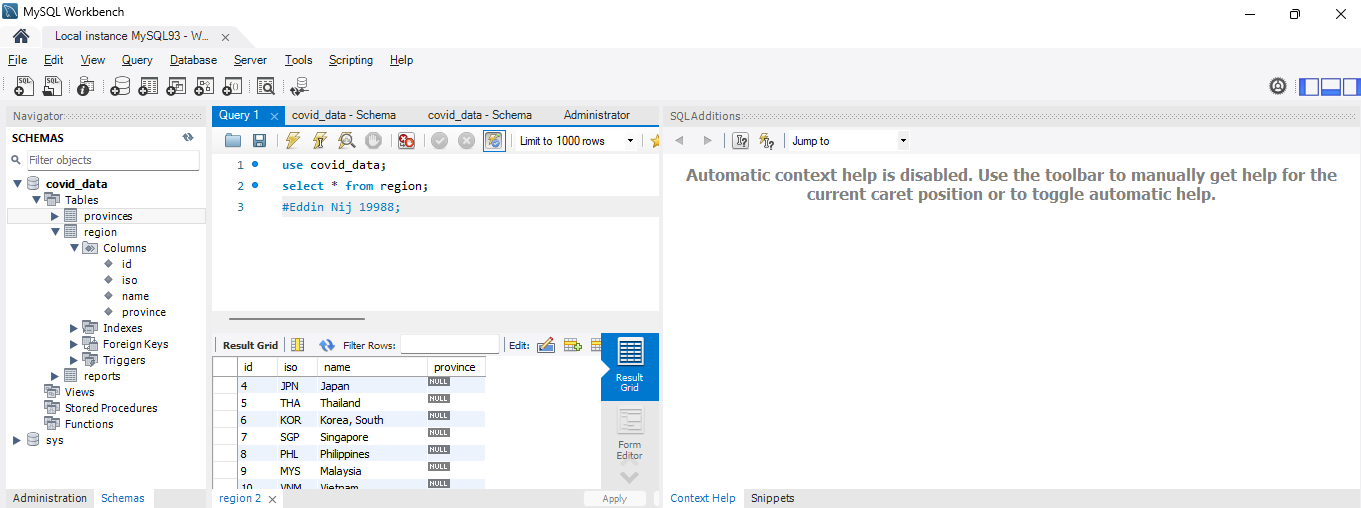 MySQL Workbench
Local instance MySQL93 - W...
File Edit View Query Database Server Tools Scripting Help
Navigator
SCHEMAS
Filter objects
covid_data
Tables
provinces
region
Columns
id
iso
name
province
Indexes
Foreign Keys
Triggers
reports
Views
Stored Procedures
Functions
sys
Administration Schemas
Query 1 covid_data - Schema covid_data - Schema Administrator
Limit to 1000 rows
1 use covid_data;
2 select * from region;
3 #Eddin Nij 19988;
Result Grid Filter Rows: Edit:
id iso name province
4 JPN Japan NULL
5 THA Thailand NULL
6 KOR Korea, South NULL
7 SGP Singapore NULL
8 PHL Philippines NULL
9 MYS Malaysia NULL
10 VNM Vietnam NULL
Result Grid
Form Editor
region 2 Apply
SQLAdditions
Jump to
Automatic context help is disabled. Use the toolbar to manually get help for the
current caret position or to toggle automatic help.
Context Help Snippets